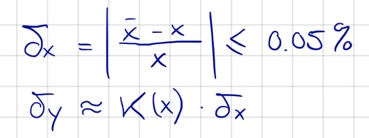 δx = | (x̄ - x) / x | ≤ 0.05%
δy ≈ K(x) · δx